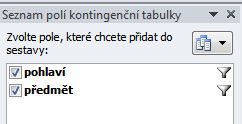 Seznam polí kontingenční tabulky
Zvolte pole, které chcete přidat do
sestavy:
pohlaví
předmět